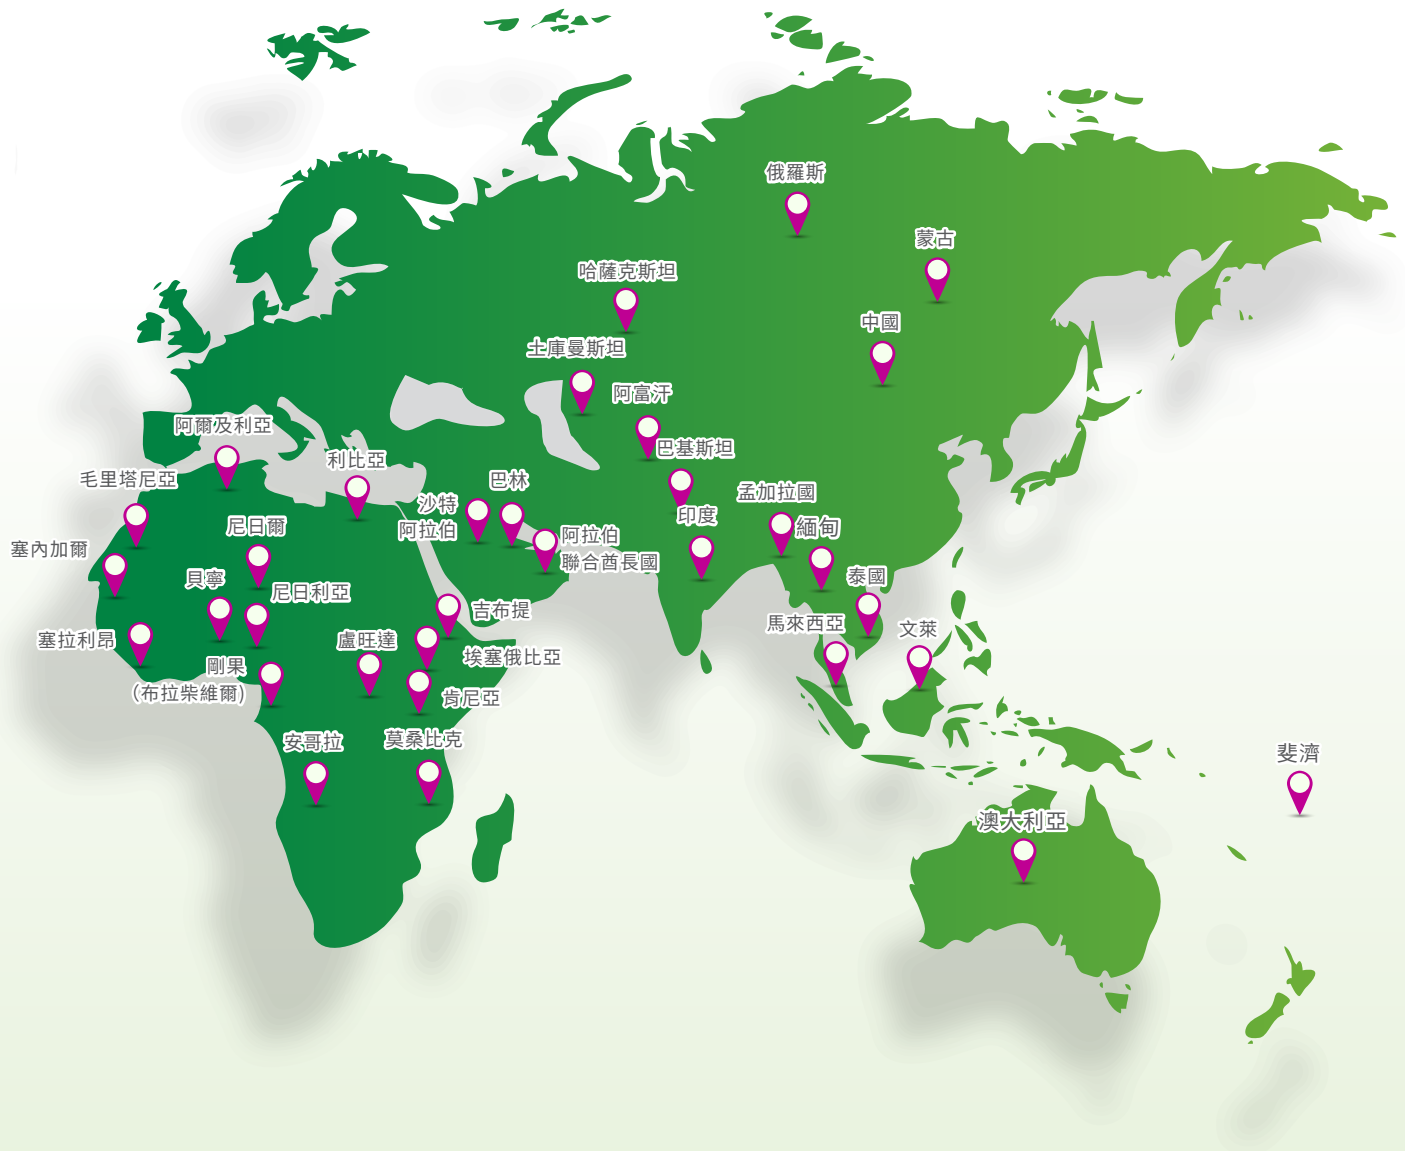 俄羅斯
蒙古
哈薩克斯坦
中國
土庫曼斯坦
阿富汗
阿爾及利亞
巴基斯坦
利比亞
毛里塔尼亞
巴林
孟加拉國
沙特
阿拉伯
印度
緬甸
尼日爾
阿拉伯
聯合酋長國
塞內加爾
貝寧
泰國
尼日利亞
吉布提
馬來西亞
文萊
塞拉利昂
盧旺達
埃塞俄比亞
剛果
(布拉柴維爾)
肯尼亞
安哥拉
莫桑比克
斐濟
澳大利亞